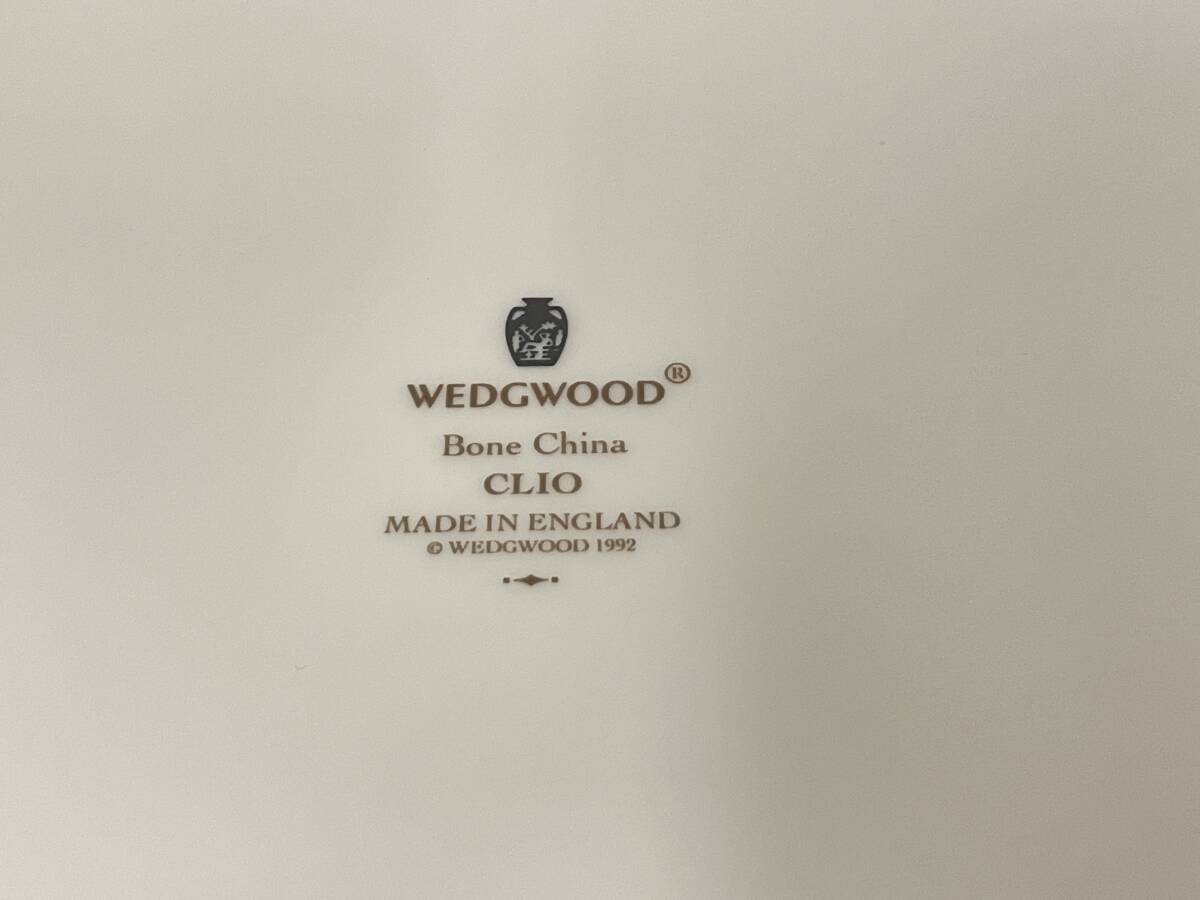 WEDGWOOD®
Bone China
CLIO
MADE IN ENGLAND
© WEDGWOOD 1992